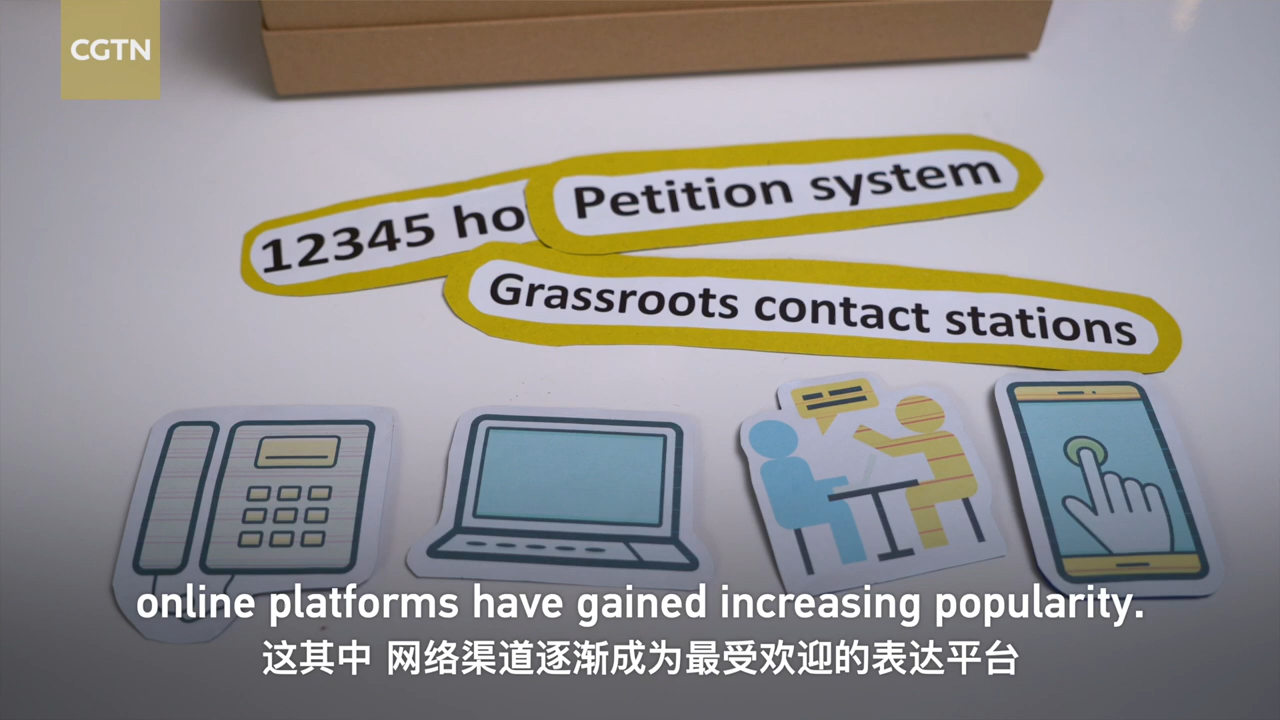 CGTN
12345 ho
Petition system
Grassroots contact stations
online platforms have gained increasing popularity.
这其中 网络渠道逐渐成为最受欢迎的表达平台